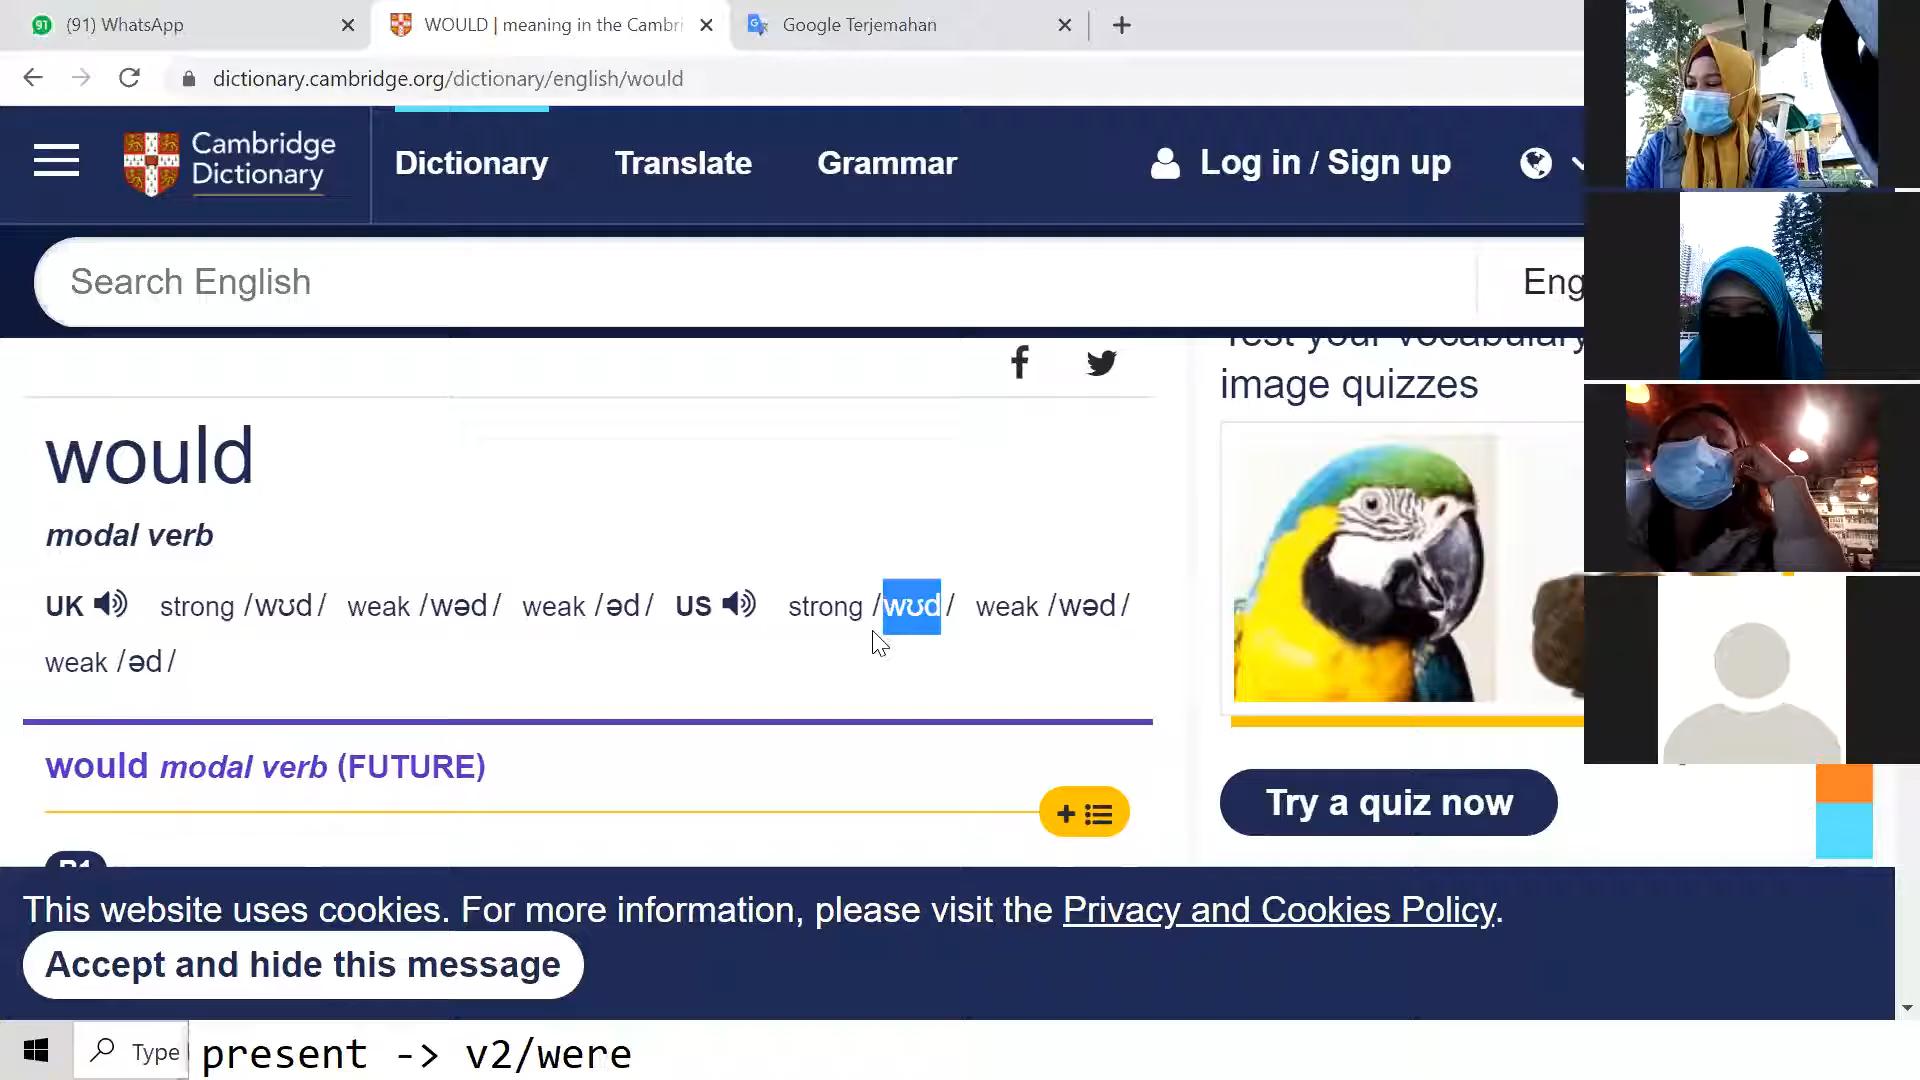 (91) WhatsApp
WOULD | meaning in the Cambri
Google Terjemahan
dictionary.cambridge.org/dictionary/english/would
Cambridge
Dictionary
Dictionary
Translate
Grammar
Log in / Sign up
Search English
Eng
Test your vocabulary
image quizzes
would
modal verb
UK strong /wʊd/ weak /wəd/ weak /əd/ US strong /wʊd/ weak /wəd/
weak /əd/
would modal verb (FUTURE)
+
Try a quiz now
B1
This website uses cookies. For more information, please visit the Privacy and Cookies Policy.
Accept and hide this message
Type
present -> v2/were